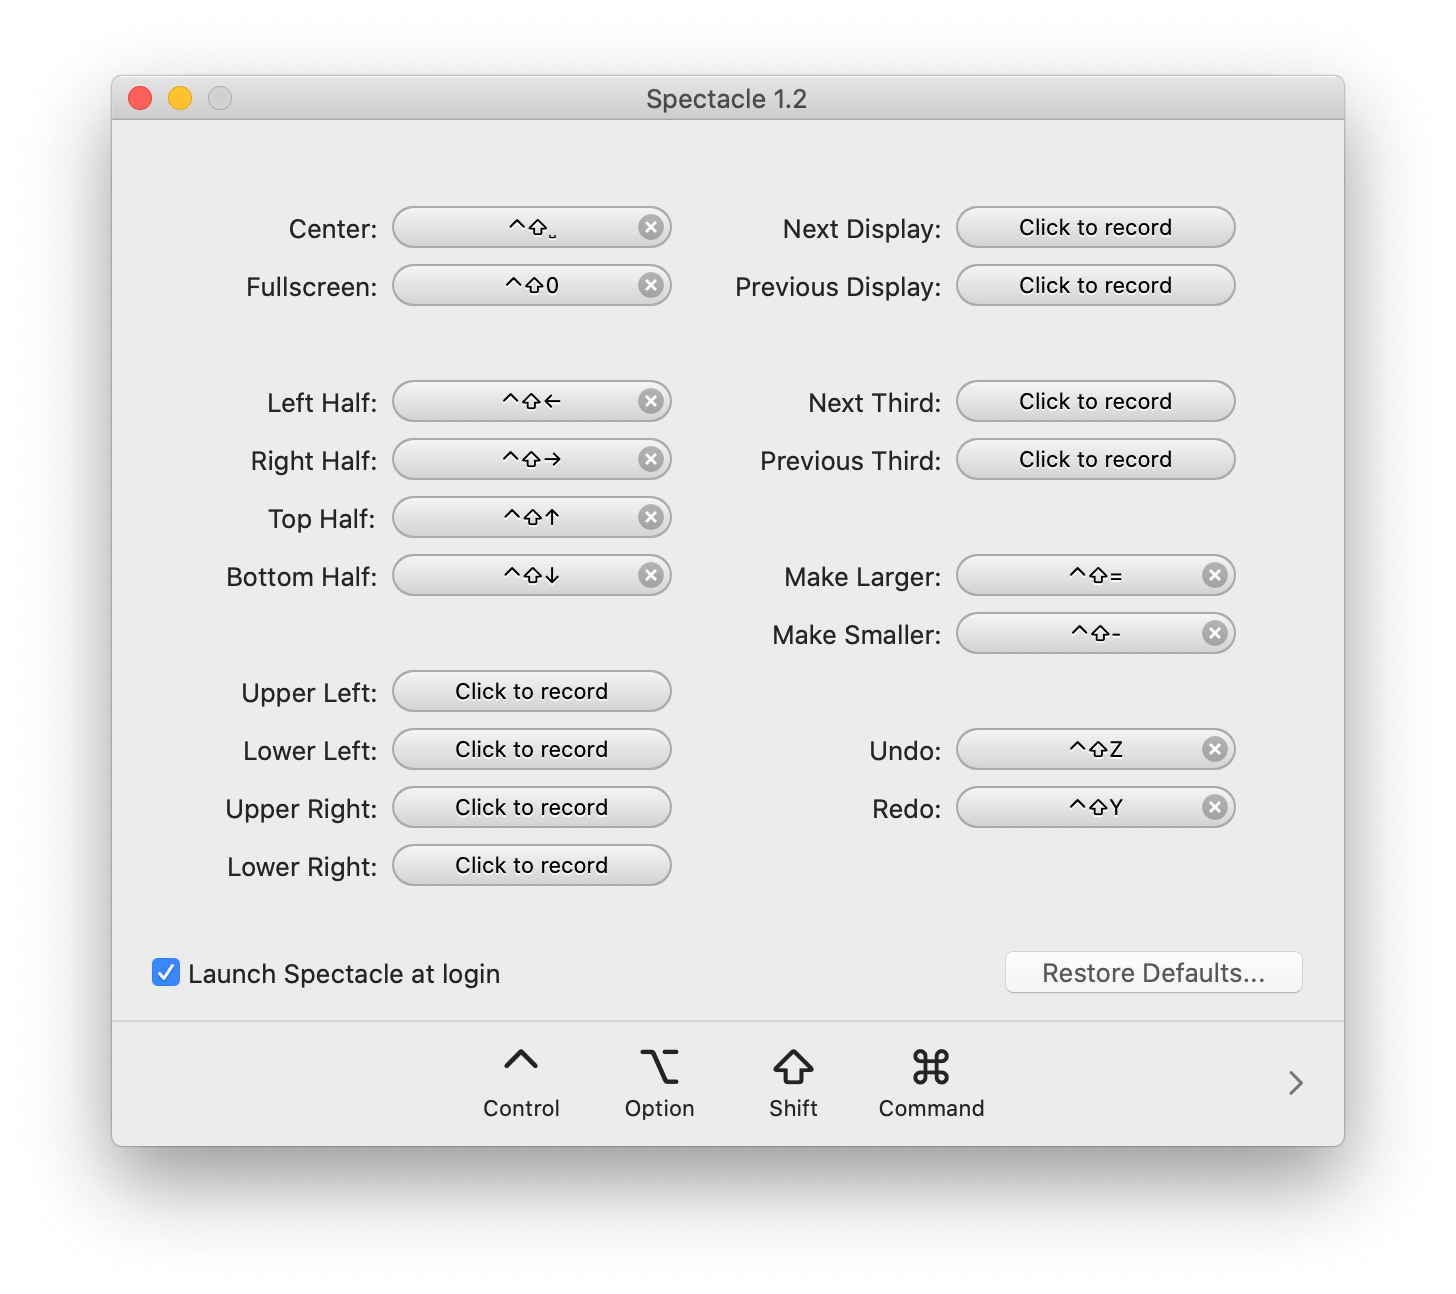 Spectacle 1.2
Center: ^⇧⎵
Fullscreen: ^⇧0
Left Half: ^⇧←
Right Half: ^⇧→
Top Half: ^⇧↑
Bottom Half: ^⇧↓
Upper Left: Click to record
Lower Left: Click to record
Upper Right: Click to record
Lower Right: Click to record
Next Display: Click to record
Previous Display: Click to record
Next Third: Click to record
Previous Third: Click to record
Make Larger: ^⇧=
Make Smaller: ^⇧-
Undo: ^⇧Z
Redo: ^⇧Y
Launch Spectacle at login
Restore Defaults...
^ ⌥ ⇧ ⌘
Control Option Shift Command